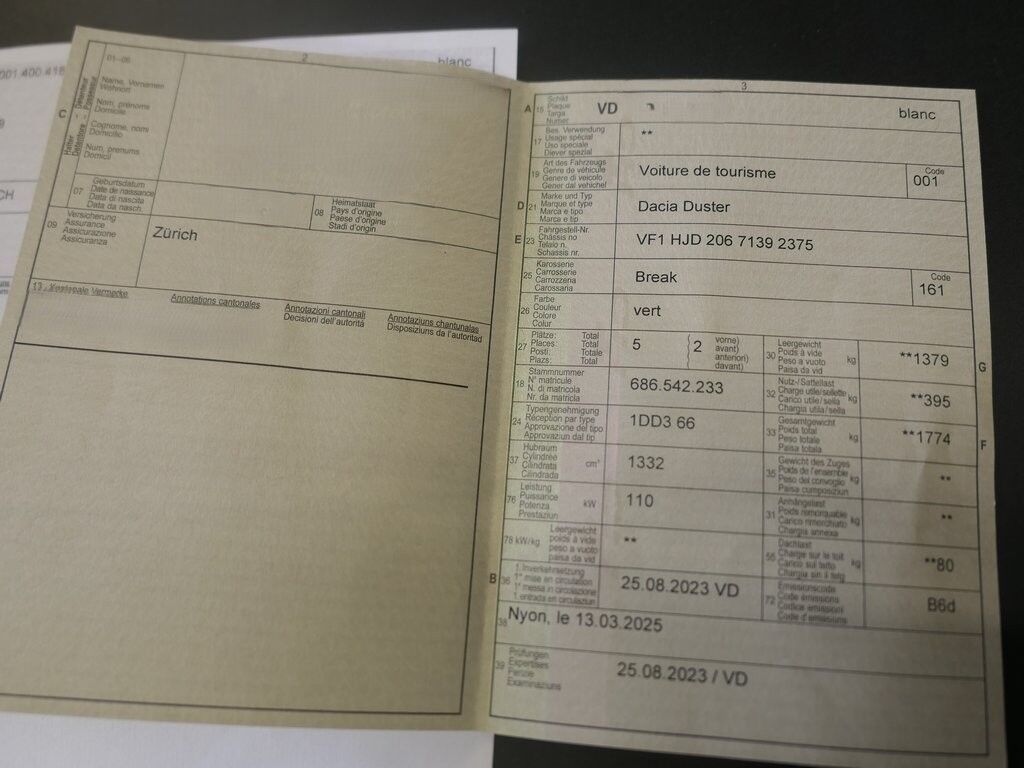 001.400.418
blanc
9
CH
2
01–06
C
Halter
Détenteur
Detentore
Possessur
Name, Vornamen
Wohnort
Nom, prénoms
Domicile
Cognome, nomi
Domicilio
Num, prenums
Domicil
07
Geburtsdatum
Date de naissance
Data di nascita
Data da nasch.
08
Heimatstaat
Pays d'origine
Paese d'origine
Stadi d'origin
09
Versicherung
Assurance
Assicurazione
Assicuranza
Zürich
13 Kantonale Vermerke
Annotations cantonales
Annotazioni cantonali
Decisioni dell'autorità
Annotaziuns chantunalas
Disposiziuns da l'autoritad
3
A 15
Schild
Plaque
Targa
Numer
VD
blanc
17
Bes. Verwendung
Usage spécial
Uso speciale
Diever spezial
**
19
Art des Fahrzeugs
Genre de véhicule
Genere di veicolo
Gener dal vehichel
Voiture de tourisme
Code
001
D 21
Marke und Typ
Marque et type
Marca e tipo
Marca e tip
Dacia Duster
E 23
Fahrgestell-Nr.
Châssis no
Telaio n.
Schassis nr.
VF1 HJD 206 7139 2375
25
Karosserie
Carrosserie
Carrozzeria
Carossaria
Break
Code
161
26
Farbe
Couleur
Colore
Colur
vert
27
Plätze: Total
Places: Total
Posti: Totale
Plazs: Total
5
2
vorne)
avant)
anteriori)
davant)
30
Leergewicht
Poids à vide
Peso a vuoto
Paisa da vid
kg
**1379
G
18
Stammnummer
N° matricule
N. di matricola
Nr. da matricla
686.542.233
32
Nutz-/Sattellast
Charge utile/sellette
Carico utile/sella
Chargia utila/sella
kg
**395
24
Typengenehmigung
Réception par type
Approvazione del tipo
Approvaziun dal tip
1DD3 66
33
Gesamtgewicht
Poids total
Peso totale
Paisa totala
kg
**1774
F
37
Hubraum
Cylindrée
Cilindrata
Cilindrada
cm³
1332
35
Gewicht des Zuges
Poids de l'ensemble
Peso del convoglio
Paisa cumposiziun
kg
**
76
Leistung
Puissance
Potenza
Prestaziun
kW
110
31
Anhängelast
Poids remorquable
Carico rimorchiato
Chargia annexa
kg
**
78 kW/kg
Leergewicht
poids à vide
peso a vuoto
paisa da vid
**
55
Dachlast
Charge sur le toit
Carico sul tetto
Chargia sin il tetg
kg
**80
B 36
1. Inverkehrsetzung
1re mise en circulation
1a messa in circolazione
1. entrada en circulaziun
25.08.2023 VD
72
Emissionscode
Code émissions
Codice emissioni
Code d'emissiuns
B6d
38
Nyon, le 13.03.2025
39
Prüfungen
Expertises
Perizie
Examinaziuns
25.08.2023 / VD